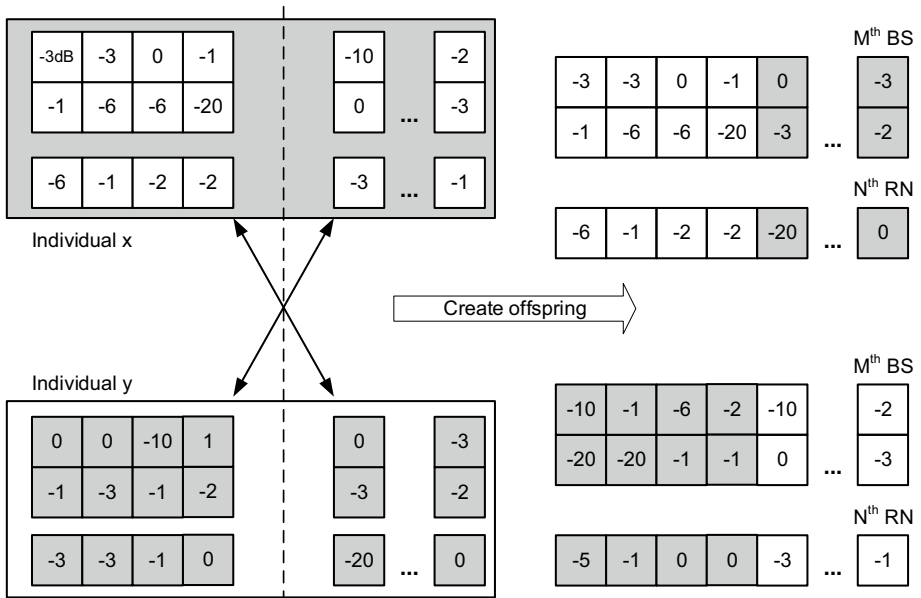 -3dB -3 0 -1 -10 -2
-1 -6 -6 -20 0 ... -3
-6 -1 -2 -2 -3 ... -1
Individual x
M^th BS
-3 -3 0 -1 0 -3
-1 -6 -6 -20 -3 ... -2
N^th RN
-6 -1 -2 -2 -20 ... 0
Create offspring
Individual y
0 0 -10 1 0 -3
-1 -3 -1 -2 -3 -2
-3 -3 -1 0 -20 ... 0
M^th BS
-10 -1 -6 -2 -10 -2
-20 -20 -1 -1 0 ... -3
N^th RN
-5 -1 0 0 -3 ... -1